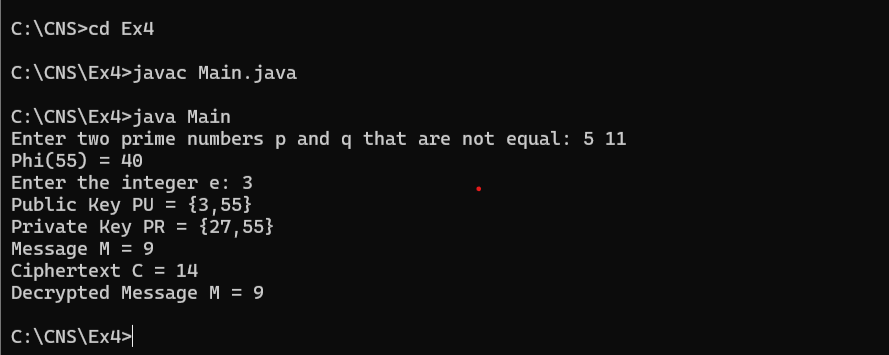 C:\CNS>cd Ex4
C:\CNS\Ex4>javac Main.java
C:\CNS\Ex4>java Main
Enter two prime numbers p and q that are not equal: 5 11
Phi(55) = 40
Enter the integer e: 3
Public Key PU = {3,55}
Private Key PR = {27,55}
Message M = 9
Ciphertext C = 14
Decrypted Message M = 9
C:\CNS\Ex4>